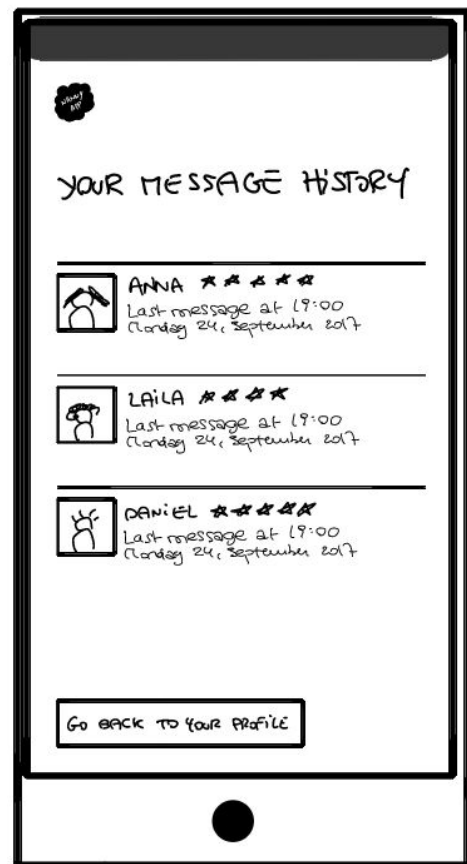 NANNY
APP
YOUR MESSAGE HISTORY
ANNA
Last message at 19:00
Monday 24, September 2017
LAILA
Last message at 19:00
Monday 24, September 2017
DANIEL
Last message at 19:00
Monday 24, September 2017
GO BACK TO YOUR PROFILE